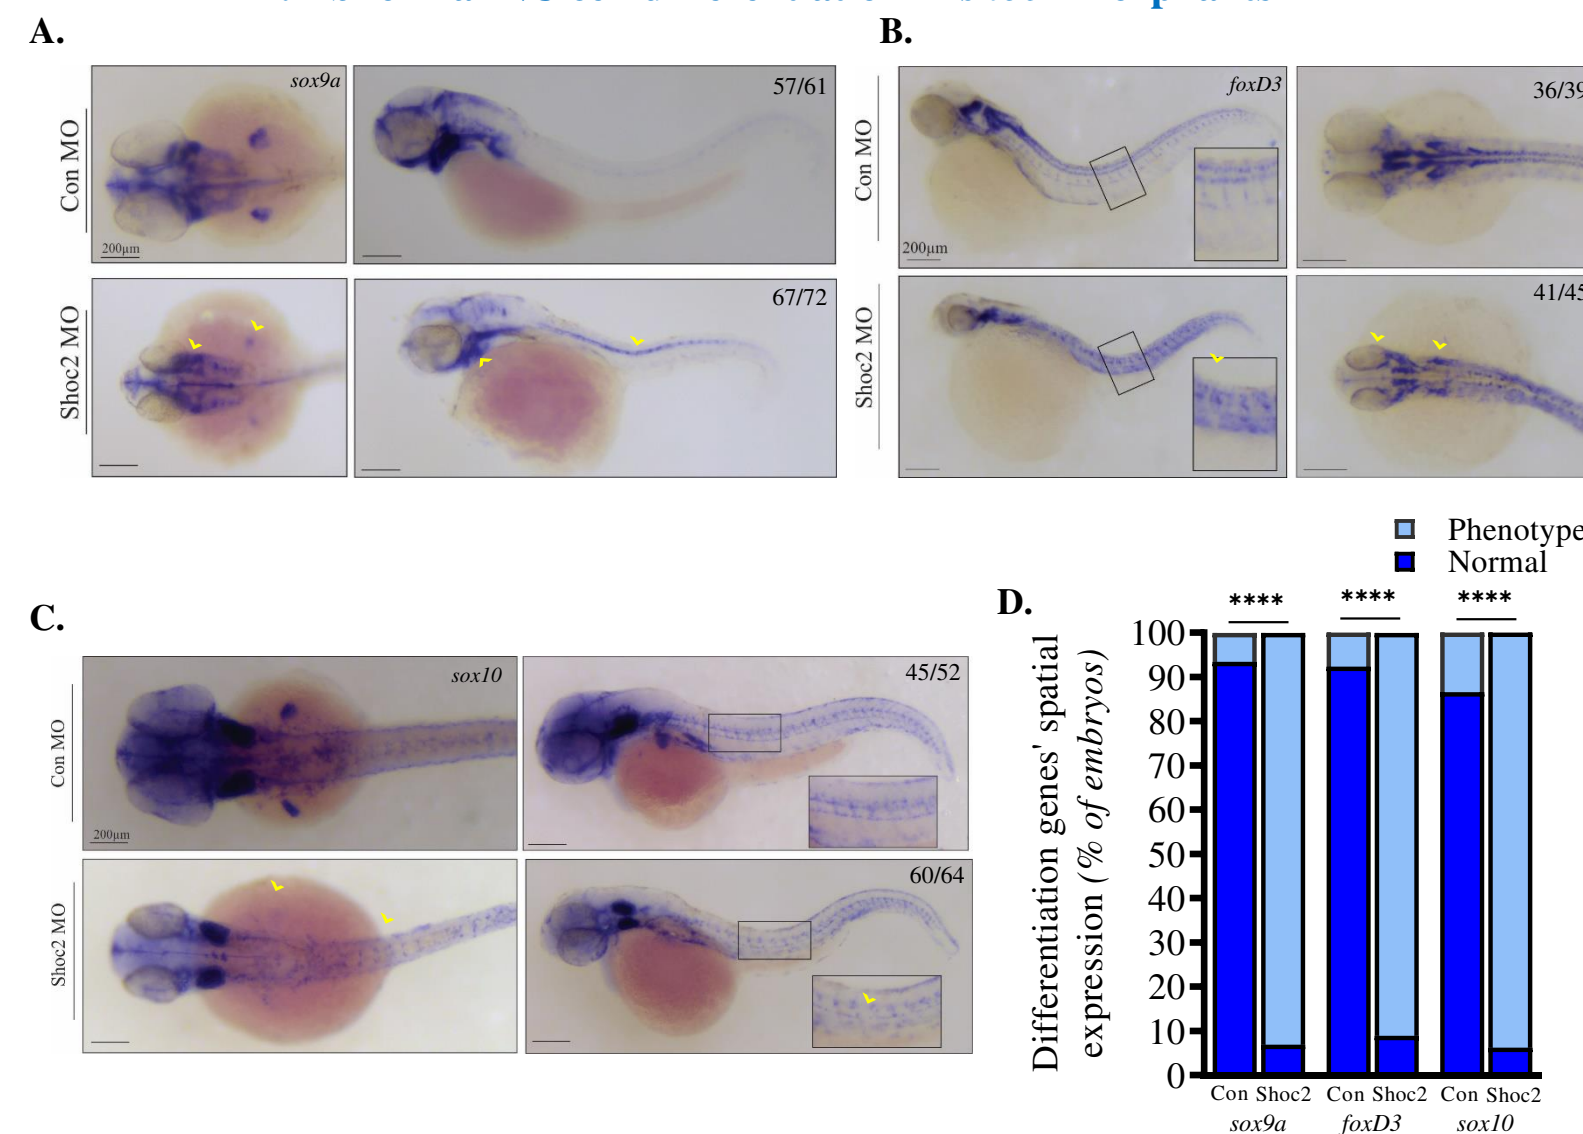 A.
sox9a
57/61
Con MO
200µm
67/72
Shoc2 MO
B.
foxD3
36/39
Con MO
200µm
41/45
Shoc2 MO
C.
sox10
45/52
Con MO
200µm
60/64
Shoc2 MO
D.
Phenotype
Normal
**** **** ****
Differentiation genes' spatial
expression (% of embryos)
100
90
80
70
60
50
40
30
20
10
0
Con Shoc2 Con Shoc2 Con Shoc2
sox9a foxD3 sox10